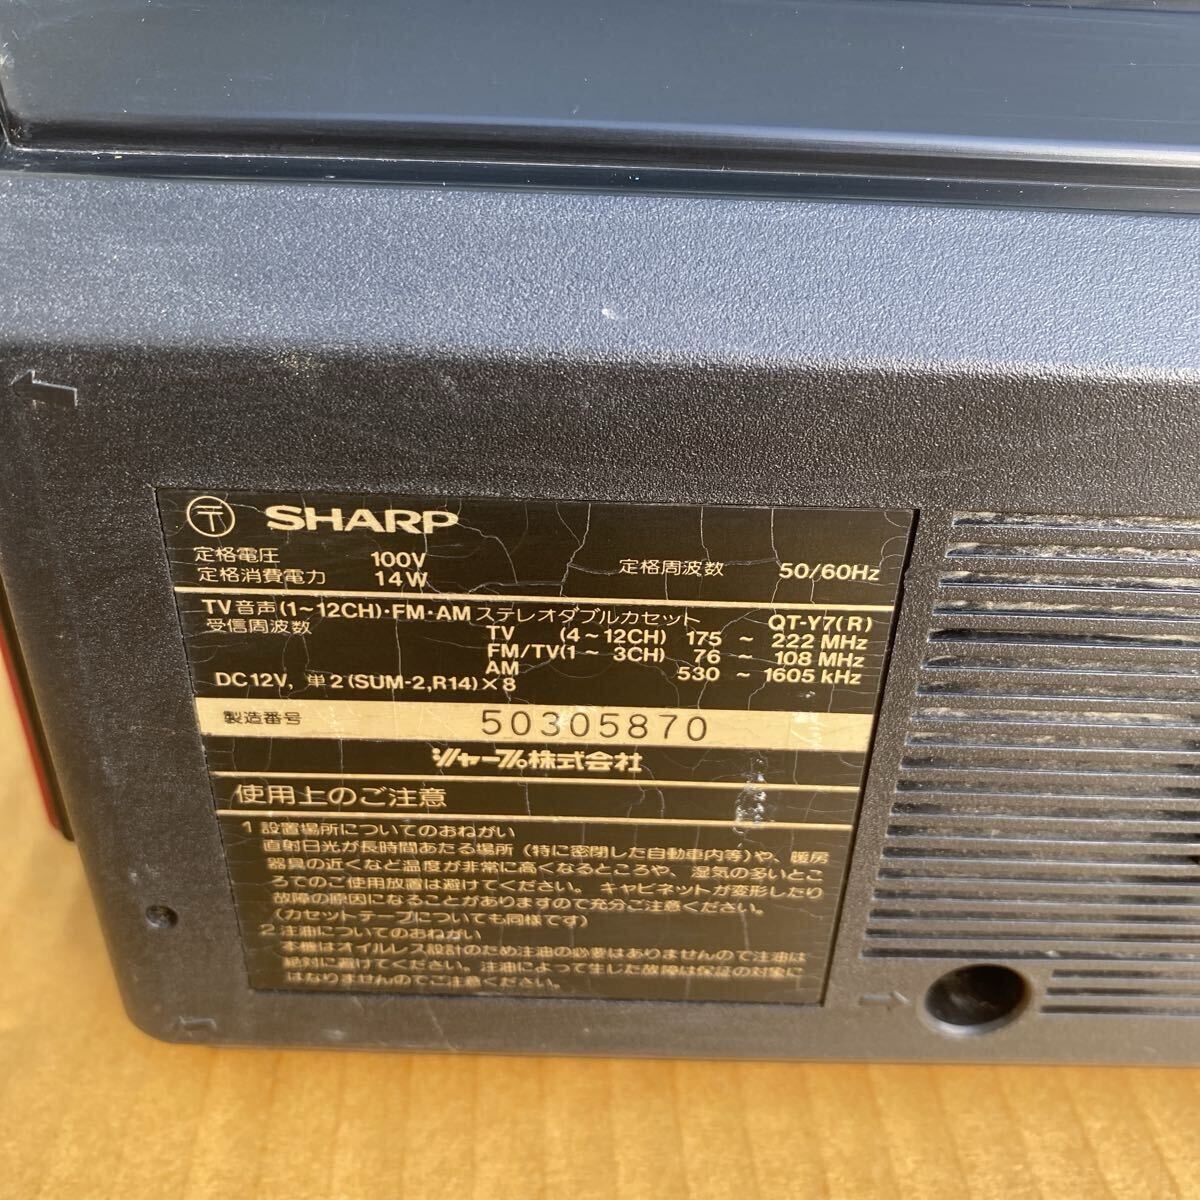 〒 SHARP
定格電圧 100V 定格周波数 50/60Hz
定格消費電力 14W
TV音声(1~12CH)・FM・AMステレオダブルカセット QT-Y7(R)
受信周波数 TV (4~12CH) 175 ~ 222 MHz
FM/TV(1~ 3CH) 76 ~ 108 MHz
AM 530 ~ 1605 kHz
DC12V, 単2(SUM-2,R14)×8
製造番号 50305870
シャープ株式会社
使用上のご注意
1 設置場所についてのおねがい
直射日光が長時間あたる場所(特に密閉した自動車内等)や、暖房
器具の近くなど温度が非常に高くなるところや、湿気の多いとこ
ろでのご使用放置は避けてください。キャビネットが変形したり
故障の原因になることがありますので充分ご注意ください。
(カセットテープについても同様です)
2 注油についてのおねがい
本機はオイルレス設計のため注油の必要はありませんので注油は
絶対に避けてください。注油によって生じた故障は保証の対象に
はなりませんのでご注意ください。